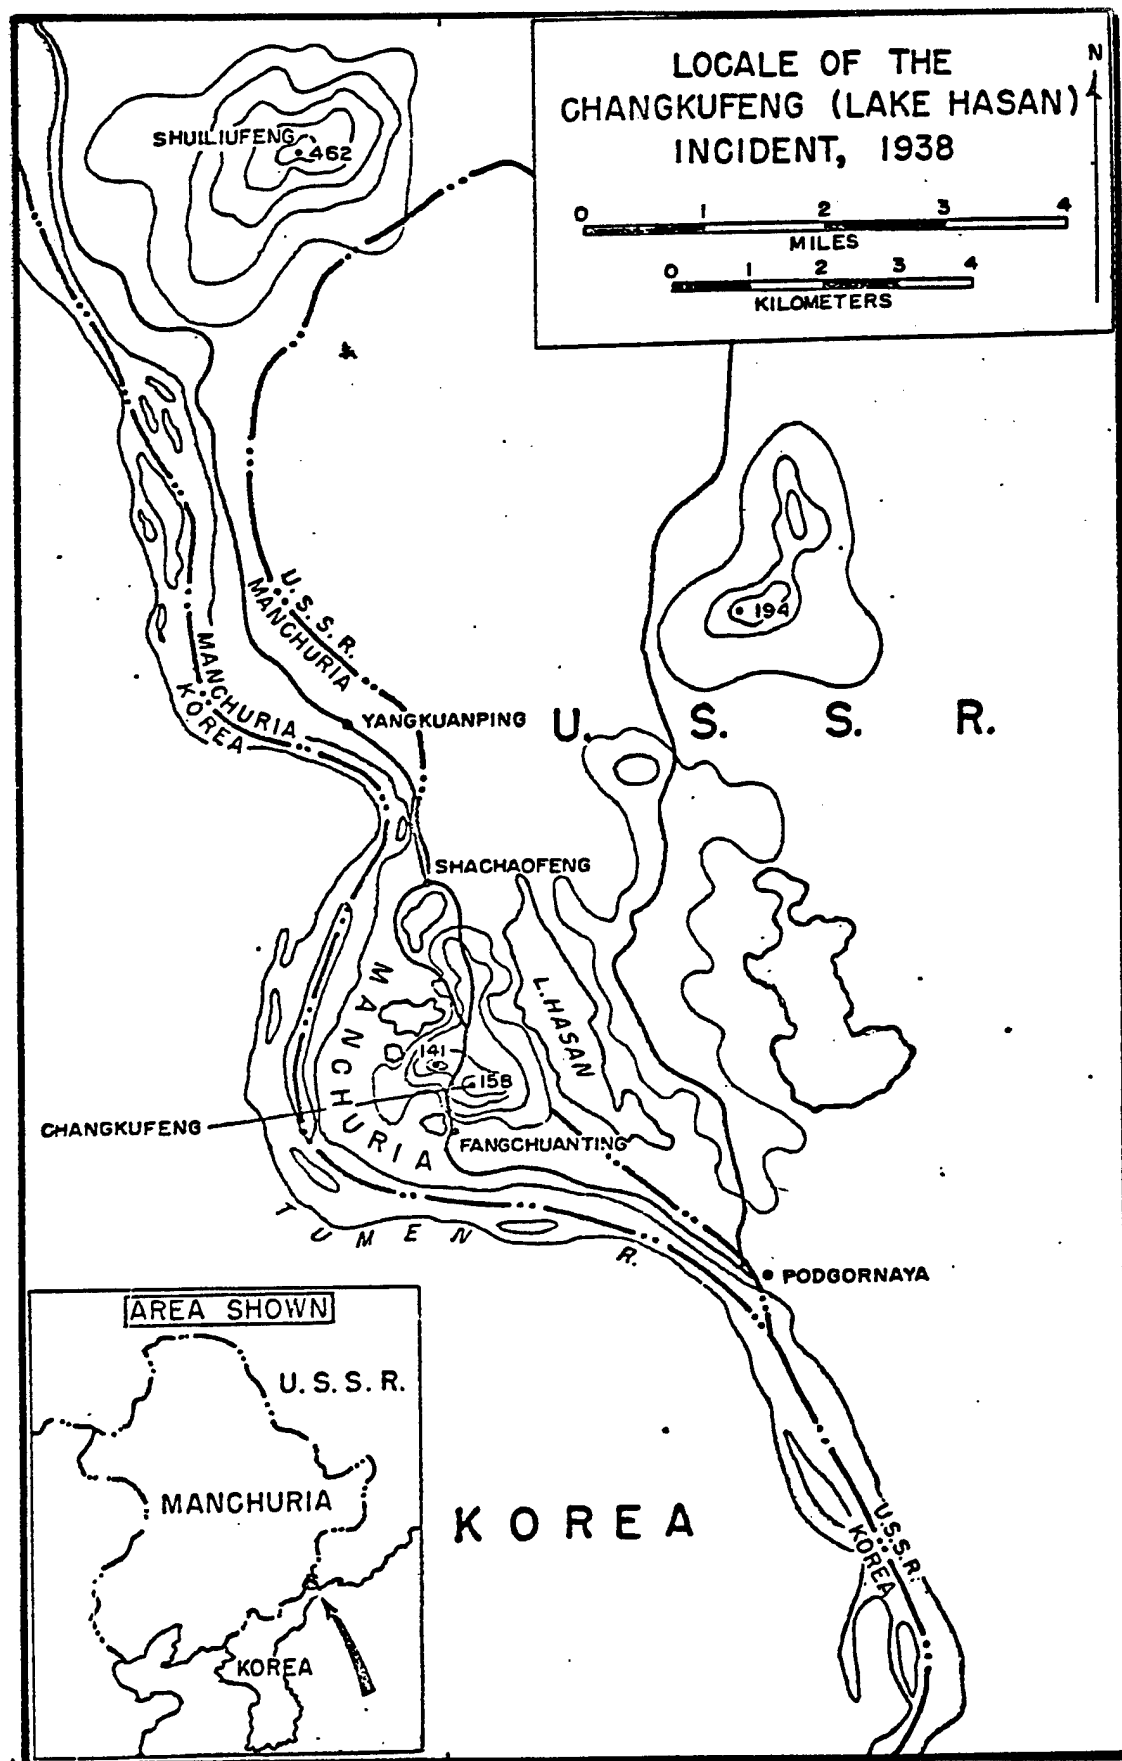 LOCALE OF THE
CHANGKUFENG (LAKE HASAN)
INCIDENT, 1938
N
0 1 2 3 4
MILES
0 1 2 3 4
KILOMETERS
SHUILIUFENG
462
U.S.S.R.
MANCHURIA
194
MANCHURIA
KOREA
YANGKUANPING
U. S. S. R.
SHACHAOFENG
MANCHURIA
L. HASAN
141
158
CHANGKUFENG
FANGCHUANTING
TUMEN R.
PODGORNAYA
AREA SHOWN
U.S.S.R.
MANCHURIA
KOREA
KOREA
U.S.S.R.
KOREA